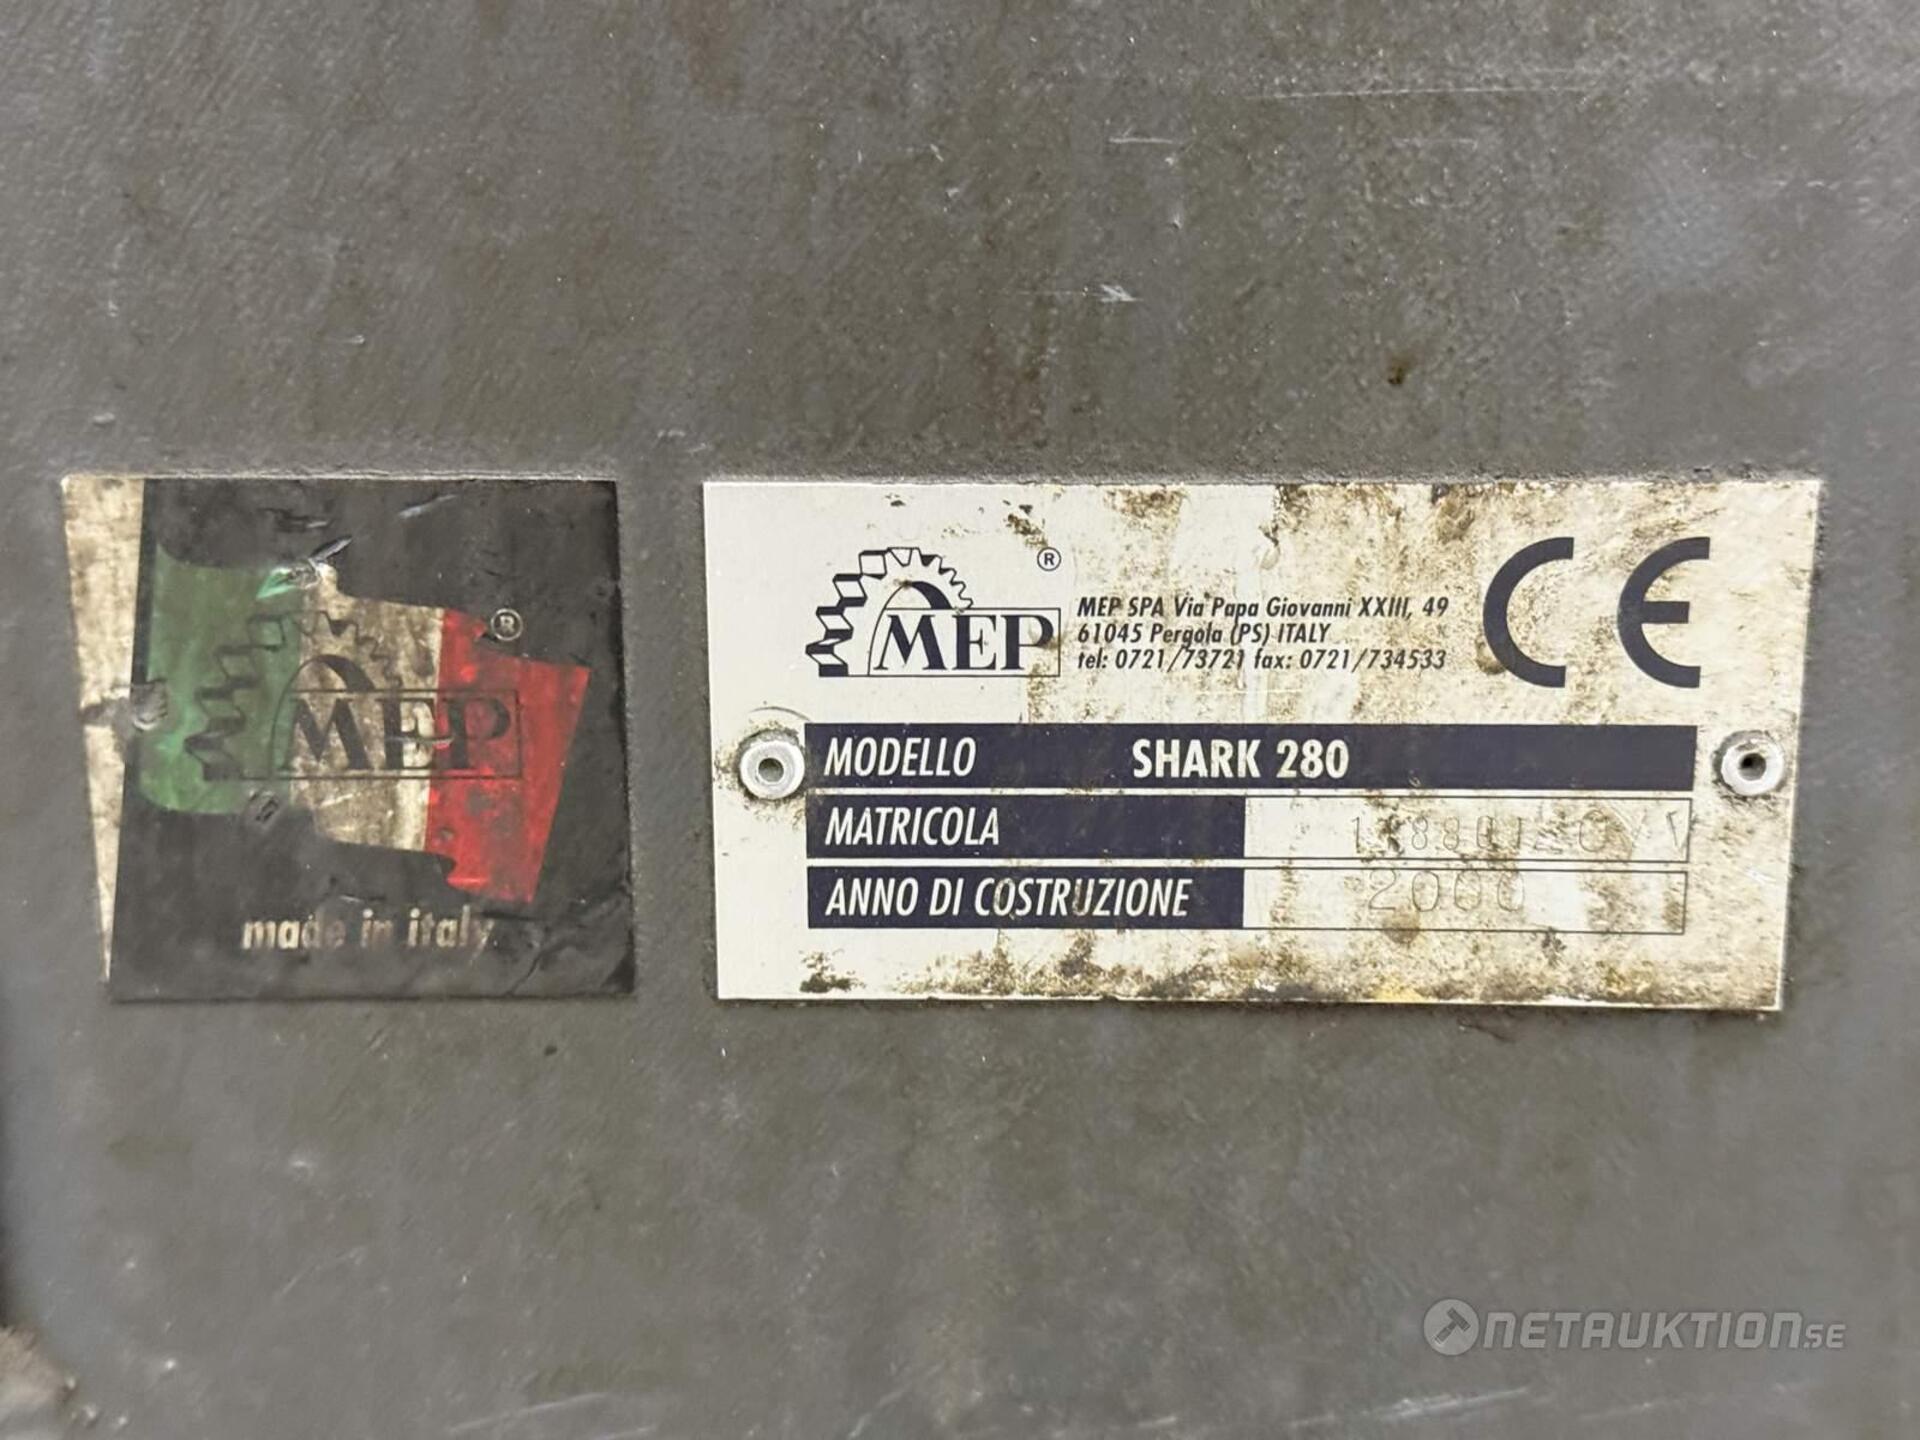 ®
MEP
made in italy
®
MEP
MEP SPA Via Papa Giovanni XXIII, 49
61045 Pergola (PS) ITALY
tel: 0721/73721 fax: 0721/734533
CE
MODELLO SHARK 280
MATRICOLA
ANNO DI COSTRUZIONE 2000
NETAUKTION.SE